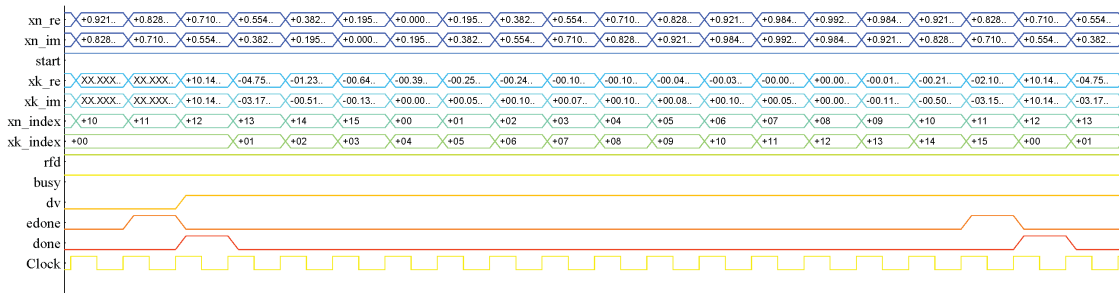 xn_re +0.921.. +0.828.. +0.710.. +0.554.. +0.382.. +0.195.. +0.000.. +0.195.. +0.382.. +0.554.. +0.710.. +0.828.. +0.921.. +0.984.. +0.992.. +0.984.. +0.921.. +0.828.. +0.710.. +0.554..
xn_im +0.828.. +0.710.. +0.554.. +0.382.. +0.195.. +0.000.. +0.195.. +0.382.. +0.554.. +0.710.. +0.828.. +0.921.. +0.984.. +0.992.. +0.984.. +0.921.. +0.828.. +0.710.. +0.554.. +0.382..
start
xk_re XX.XXX.. XX.XXX.. +10.14.. -04.75.. -01.23.. -00.64.. -00.39.. -00.25.. -00.24.. -00.10.. -00.10.. -00.04.. -00.03.. -00.00.. +00.00.. -00.01.. -00.21.. -02.10.. +10.14.. -04.75..
xk_im XX.XXX.. XX.XXX.. +10.14.. -03.17.. -00.51.. -00.13.. +00.00.. +00.05.. +00.10.. +00.07.. +00.10.. +00.08.. +00.10.. +00.05.. +00.00.. -00.11.. -00.50.. -03.15.. +10.14.. -03.17..
xn_index +10 +11 +12 +13 +14 +15 +00 +01 +02 +03 +04 +05 +06 +07 +08 +09 +10 +11 +12 +13
xk_index +00 +01 +02 +03 +04 +05 +06 +07 +08 +09 +10 +11 +12 +13 +14 +15 +00 +01
rfd
busy
dv
edone
done
Clock